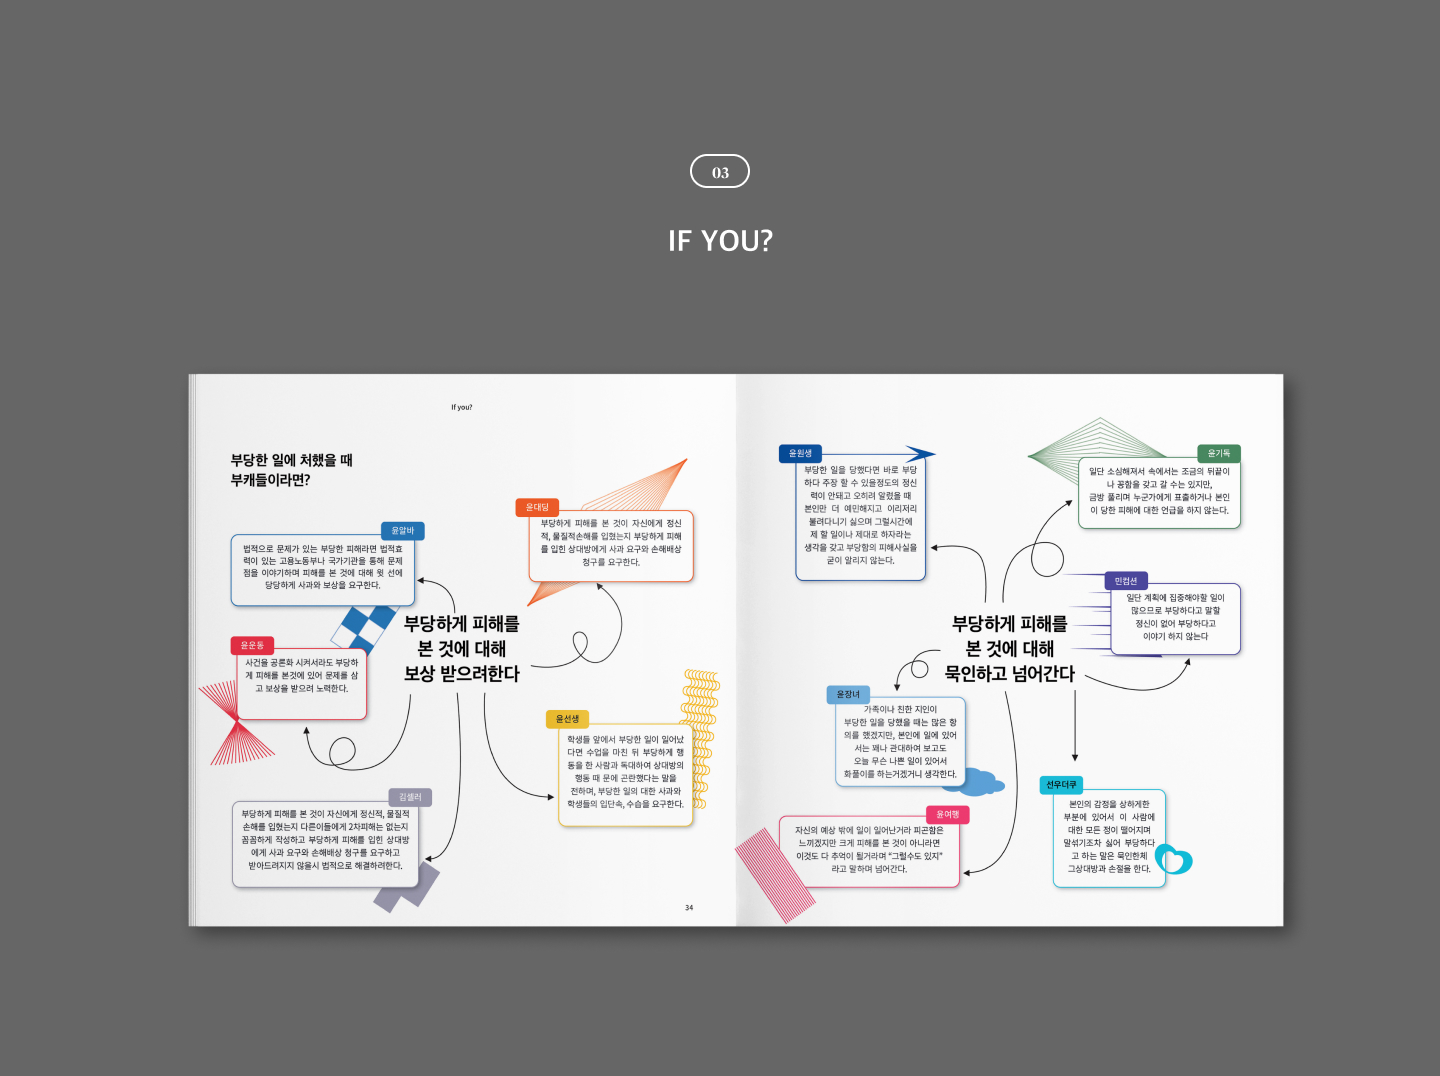 03
IF YOU?
If you?
부당한 일에 처했을 때
부캐들이라면?
윤알바
법적으로 문제가 있는 부당한 피해라면 법적효
력이 있는 고용노동부나 국가기관을 통해 문제
점을 이야기하며 피해를 본 것에 대해 윗 선에
당당하게 사과와 보상을 요구한다.
윤대딩
부당하게 피해를 본 것이 자신에게 정신
적, 물질적손해를 입혔는지 부당하게 피해
를 입힌 상대방에게 사과 요구와 손해배상
청구를 요구한다.
윤운동
사건을 공론화 시켜서라도 부당하
게 피해를 본것에 있어 문제를 삼
고 보상을 받으려 노력한다.
부당하게 피해를
본 것에 대해
보상 받으려한다
윤선생
학생들 앞에서 부당한 일이 일어났
다면 수업을 마친 뒤 부당하게 행
동을 한 사람과 독대하여 상대방의
행동 때 문에 곤란했다는 말을
전하며, 부당한 일의 대한 사과와
학생들의 입단속, 수습을 요구한다.
김셀러
부당하게 피해를 본 것이 자신에게 정신적, 물질적
손해를 입혔는지 다른이들에게 2차피해는 없는지
꼼꼼하게 작성하고 부당하게 피해를 입힌 상대방
에게 사과 요구와 손해배상 청구를 요구하고
받아드려지지 않을시 법적으로 해결하려한다.
34
윤원생
부당한 일을 당했다면 바로 부당
하다 주장 할 수 있을정도의 정신
력이 안돼고 오히려 알렸을 때
본인만 더 예민해지고 이리저리
불려다니기 싫으며 그럴시간에
제 할 일이나 제대로 하자라는
생각을 갖고 부당함의 피해사실을
굳이 알리지 않는다.
윤기독
일단 소심해져서 속에서는 조금의 뒤끝이
나 꽁함을 갖고 갈 수는 있지만,
금방 풀리며 누군가에게 표출하거나 본인
이 당한 피해에 대한 언급을 하지 않는다.
민컴션
일단 계획에 집중해야할 일이
많으므로 부당하다고 말할
정신이 없어 부당하다고
이야기 하지 않는다
부당하게 피해를
본 것에 대해
묵인하고 넘어간다
윤장녀
가족이나 친한 지인이
부당한 일을 당했을 때는 많은 항
의를 했겠지만, 본인에 일에 있어
서는 꽤나 관대하여 보고도
오늘 무슨 나쁜 일이 있어서
화풀이를 하는거겠거니 생각한다.
선우더쿠
본인의 감정을 상하게한
부분에 있어서 이 사람에
대한 모든 정이 떨어지며
말섞기조차 싫어 부당하다
고 하는 말은 묵인한체
그상대방과 손절을 한다.
윤여행
자신의 예상 밖에 일이 일어난거라 피곤함은
느끼겠지만 크게 피해를 본 것이 아니라면
이것도 다 추억이 될거라며 “그럴수도 있지”
라고 말하며 넘어간다.